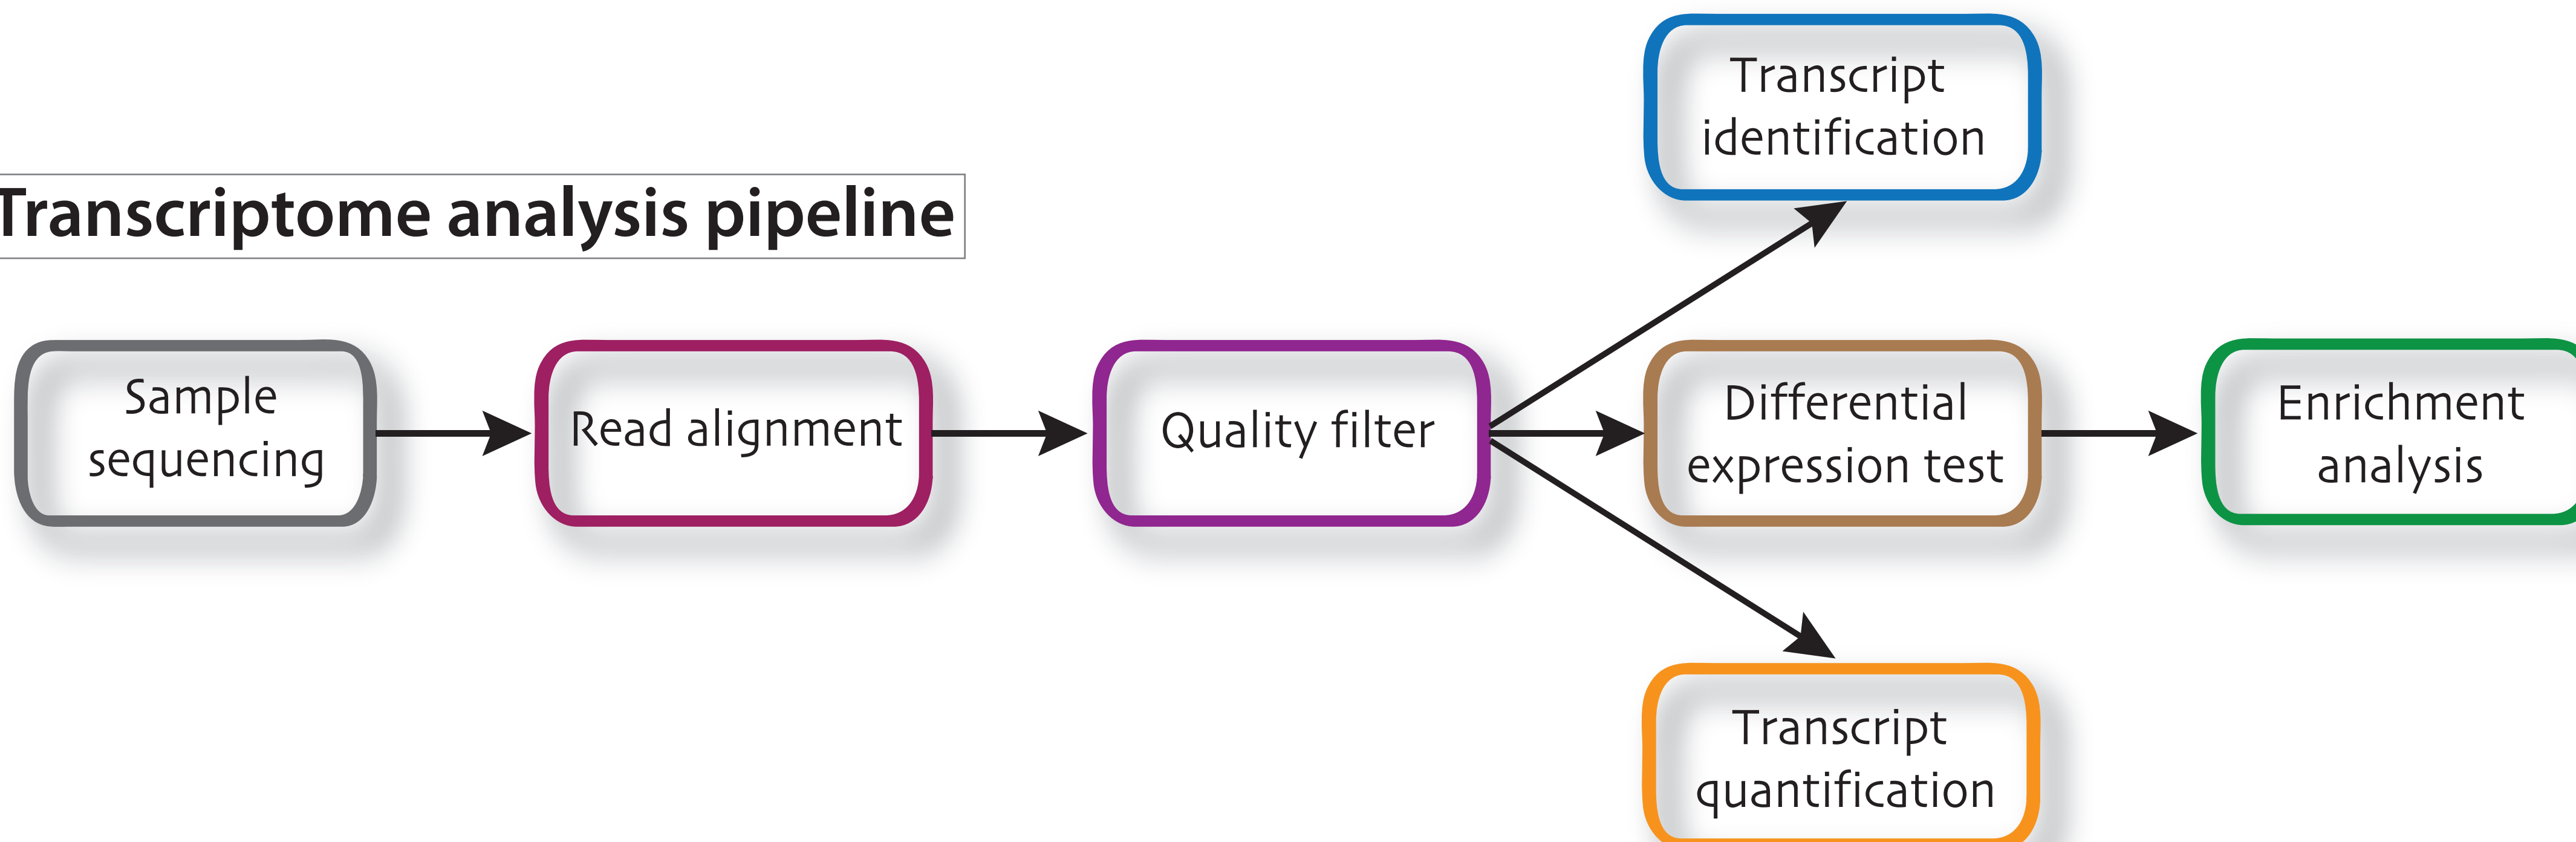 Transcriptome analysis pipeline
Sample
sequencing
Read alignment
Quality filter
Transcript
identification
Differential
expression test
Transcript
quantification
Enrichment
analysis